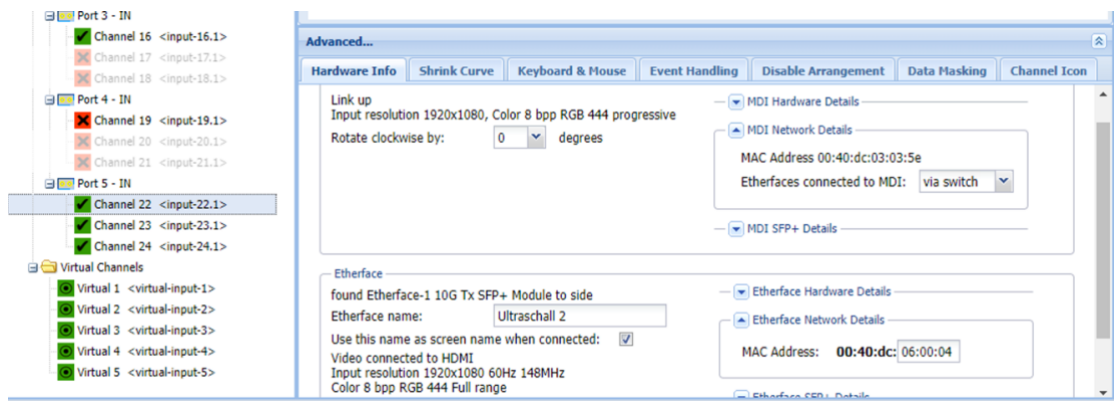 Port 3 - IN
Channel 16 <input-16.1>
Channel 17 <input-17.1>
Channel 18 <input-18.1>
Port 4 - IN
Channel 19 <input-19.1>
Channel 20 <input-20.1>
Channel 21 <input-21.1>
Port 5 - IN
Channel 22 <input-22.1>
Channel 23 <input-23.1>
Channel 24 <input-24.1>
Virtual Channels
Virtual 1 <virtual-input-1>
Virtual 2 <virtual-input-2>
Virtual 3 <virtual-input-3>
Virtual 4 <virtual-input-4>
Virtual 5 <virtual-input-5>
Advanced...
Hardware Info Shrink Curve Keyboard & Mouse Event Handling Disable Arrangement Data Masking Channel Icon
Link up
Input resolution 1920x1080, Color 8 bpp RGB 444 progressive
Rotate clockwise by: 0 degrees
MDI Hardware Details
MDI Network Details
MAC Address 00:40:dc:03:03:5e
Etherfaces connected to MDI: via switch
MDI SFP+ Details
Etherface
found Etherface-1 10G Tx SFP+ Module to side
Etherface name: Ultraschall 2
Use this name as screen name when connected:
Video connected to HDMI
Input resolution 1920x1080 60Hz 148MHz
Color 8 bpp RGB 444 Full range
Etherface Hardware Details
Etherface Network Details
MAC Address: 00:40:dc: 06:00:04
Etherface SFP+ Details